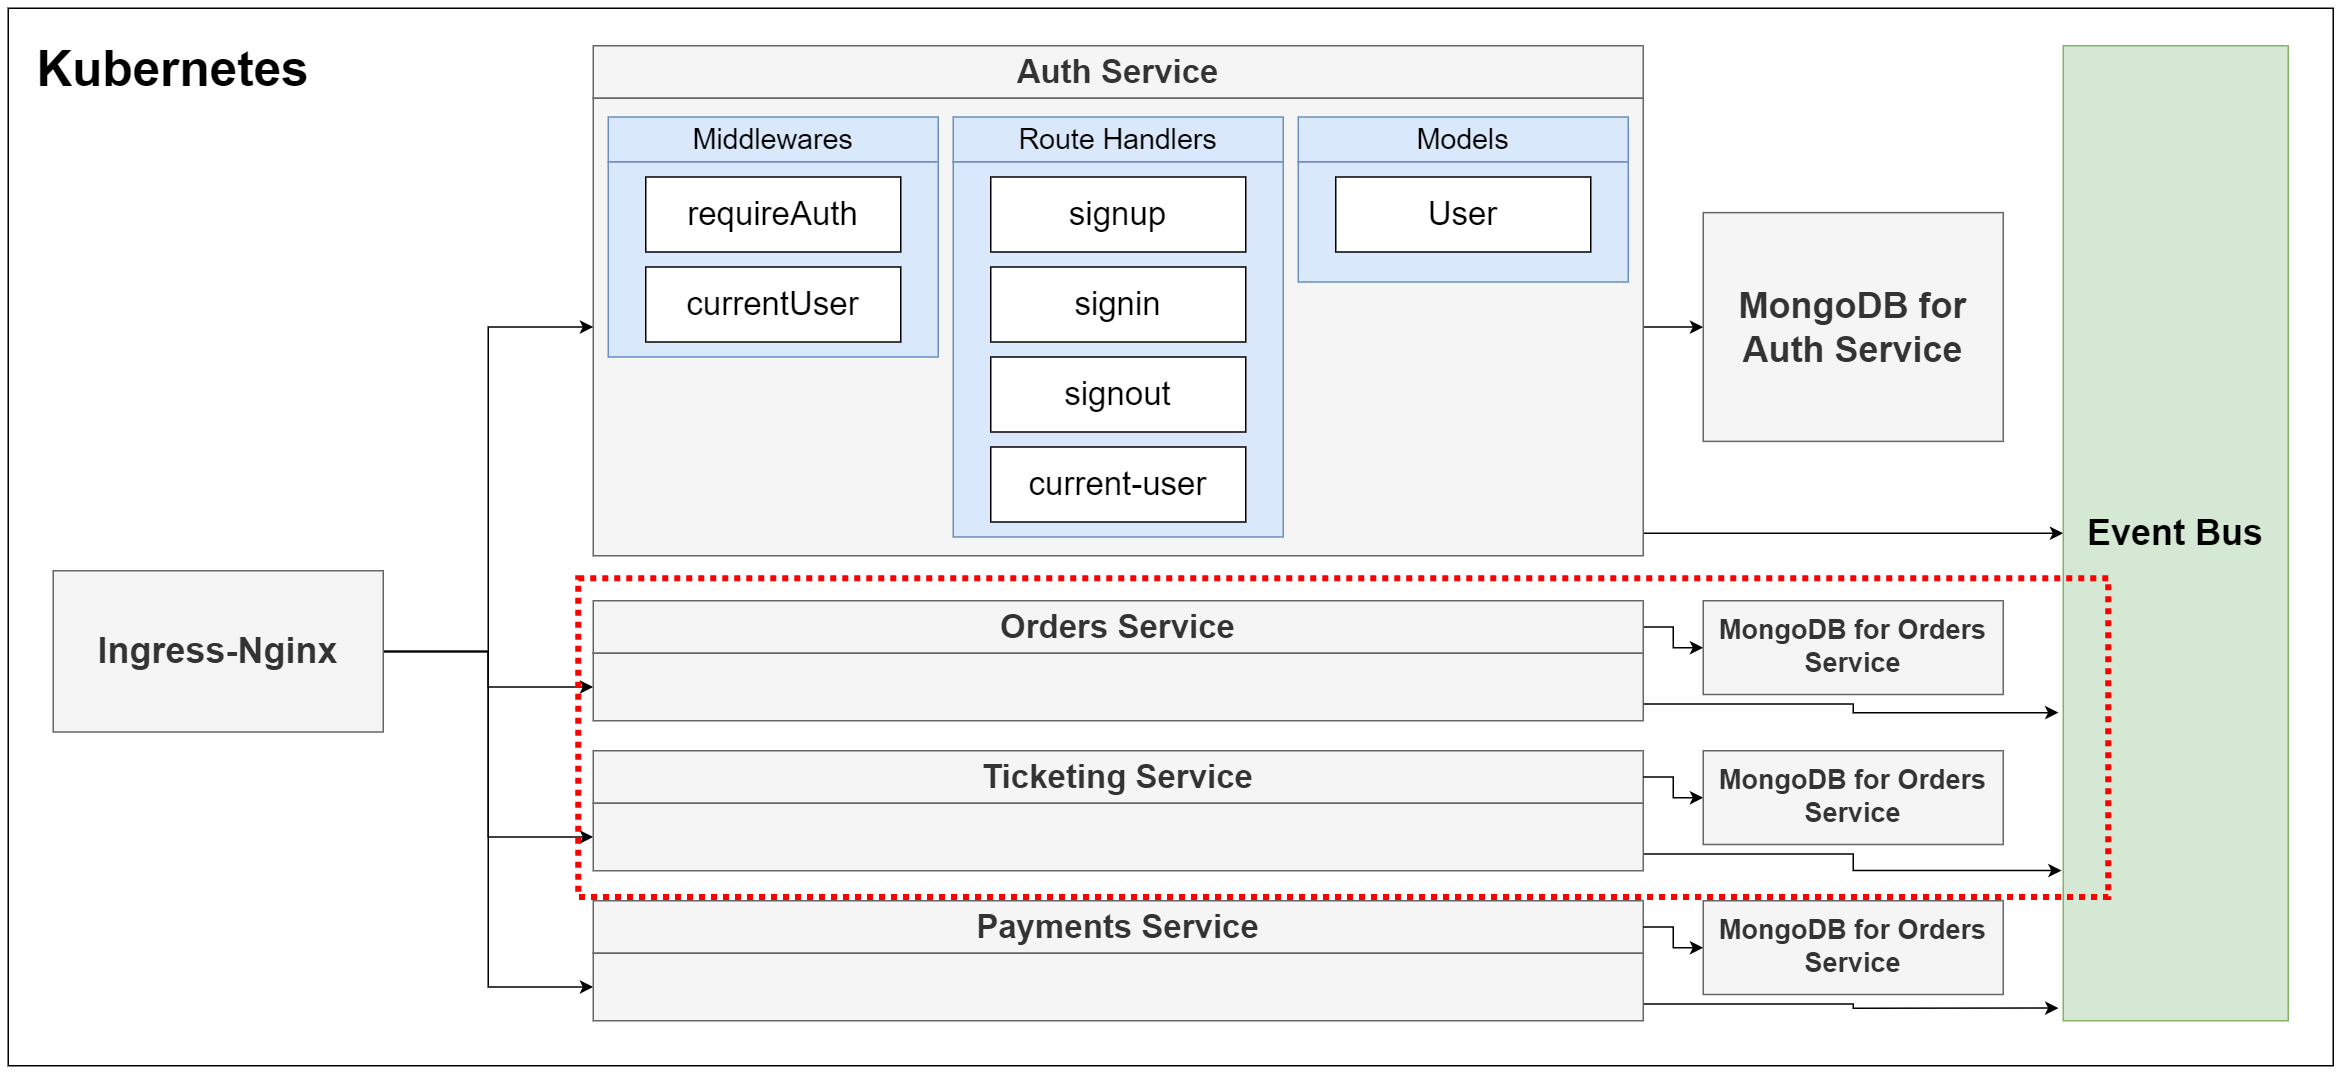 Kubernetes
Auth Service
Middlewares
requireAuth
currentUser
Route Handlers
signup
signin
signout
current-user
Models
User
MongoDB for
Auth Service
Event Bus
Ingress-Nginx
Orders Service
MongoDB for Orders
Service
Ticketing Service
MongoDB for Orders
Service
Payments Service
MongoDB for Orders
Service